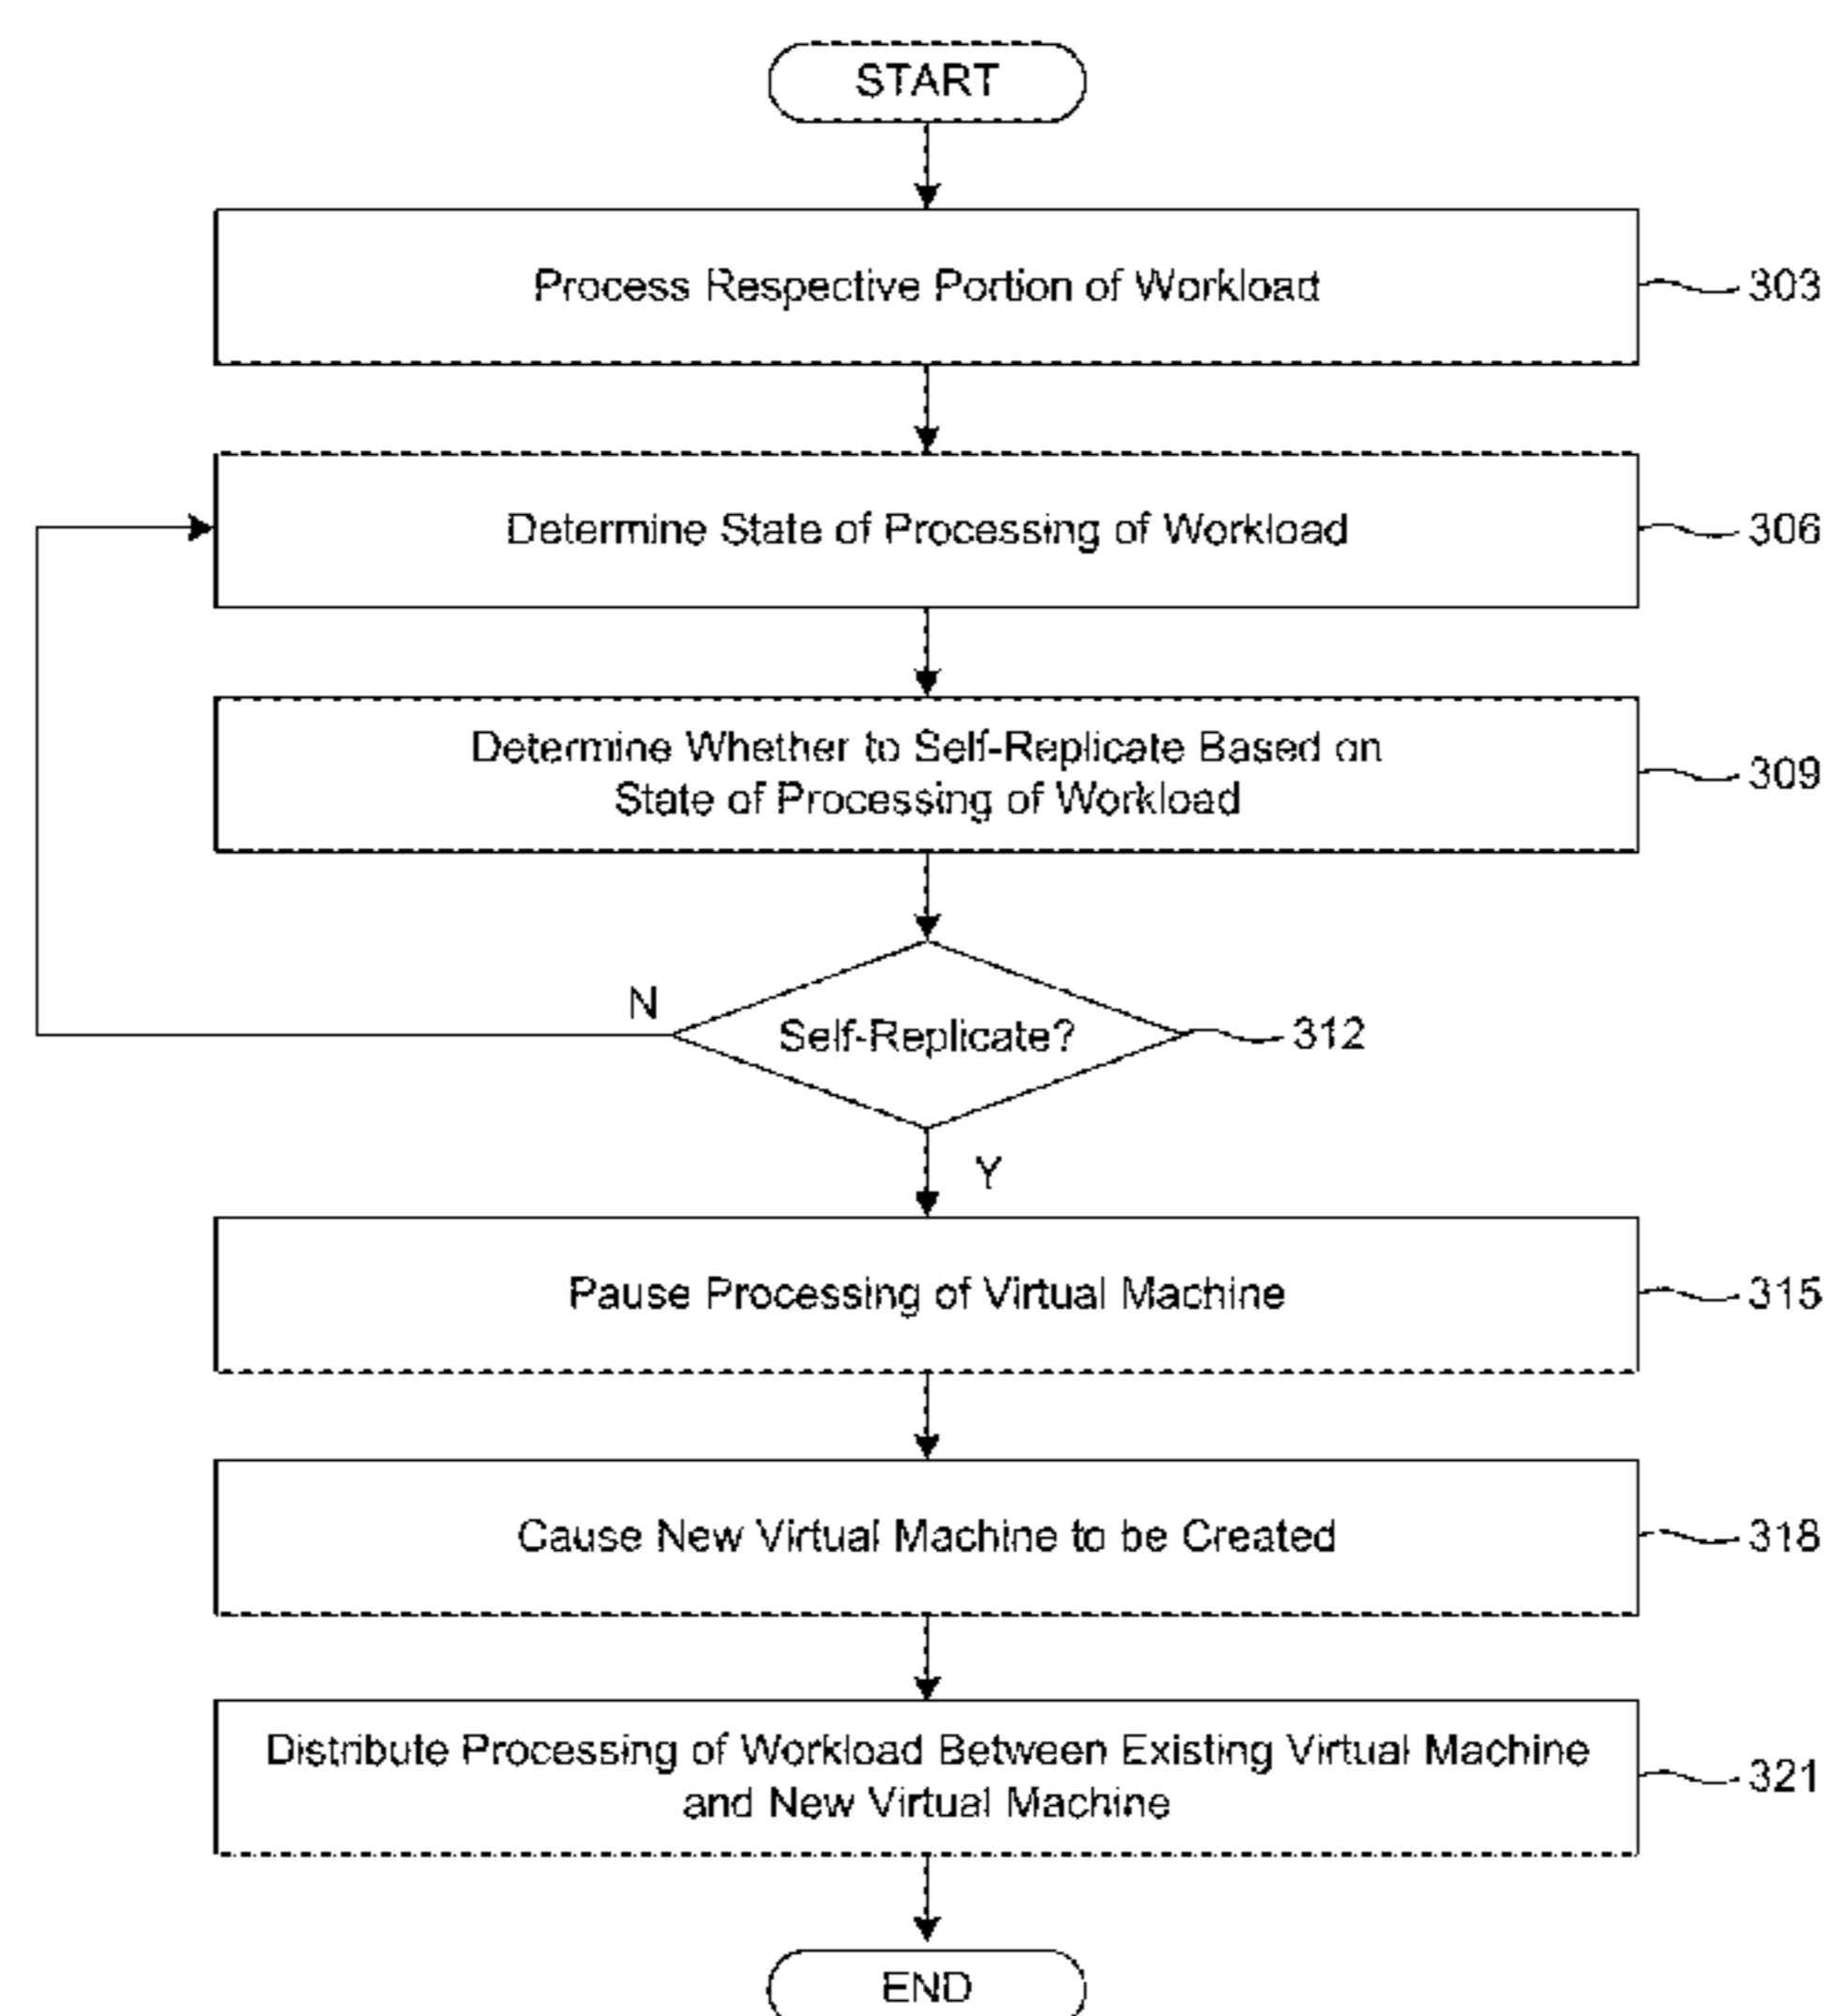 START
Process Respective Portion of Workload
303
Determine State of Processing of Workload
306
Determine Whether to Self-Replicate Based on
State of Processing of Workload
309
N
Self-Replicate?
312
Y
Pause Processing of Virtual Machine
315
Cause New Virtual Machine to be Created
318
Distribute Processing of Workload Between Existing Virtual Machine
and New Virtual Machine
321
END